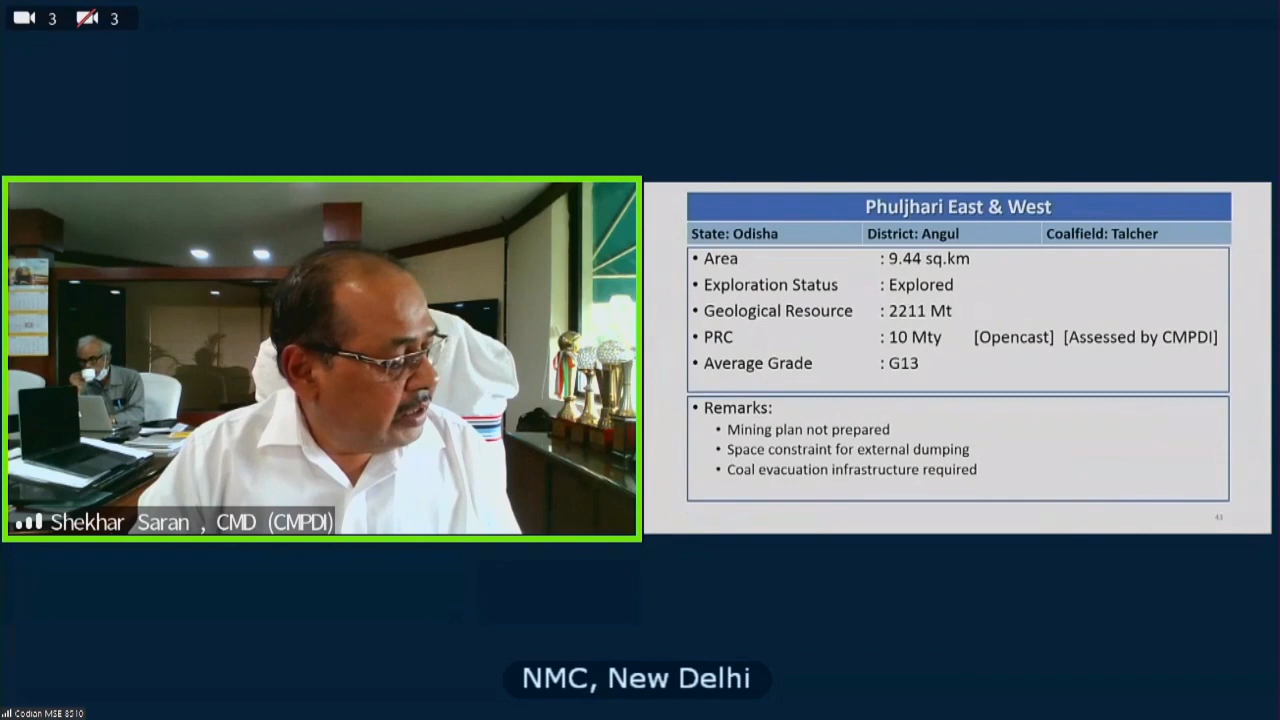 3 3
Phuljhari East & West
State: Odisha District: Angul Coalfield: Talcher
• Area : 9.44 sq.km
• Exploration Status : Explored
• Geological Resource : 2211 Mt
• PRC : 10 Mty [Opencast] [Assessed by CMPDI]
• Average Grade : G13
• Remarks:
• Mining plan not prepared
• Space constraint for external dumping
• Coal evacuation infrastructure required
43
Shekhar Saran , CMD (CMPDI)
NMC, New Delhi
Codian MSE 8510